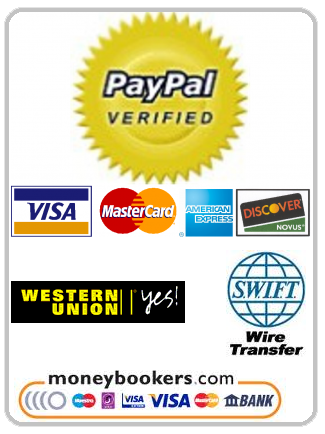 PayPal
VERIFIED
VISA MasterCard ® AMERICAN EXPRESS DISCOVER NOVUS
WESTERN UNION yes!
S.W.I.F.T.
Wire
Transfer
moneybookers.com
Maestro VISA VISA MasterCard BANK